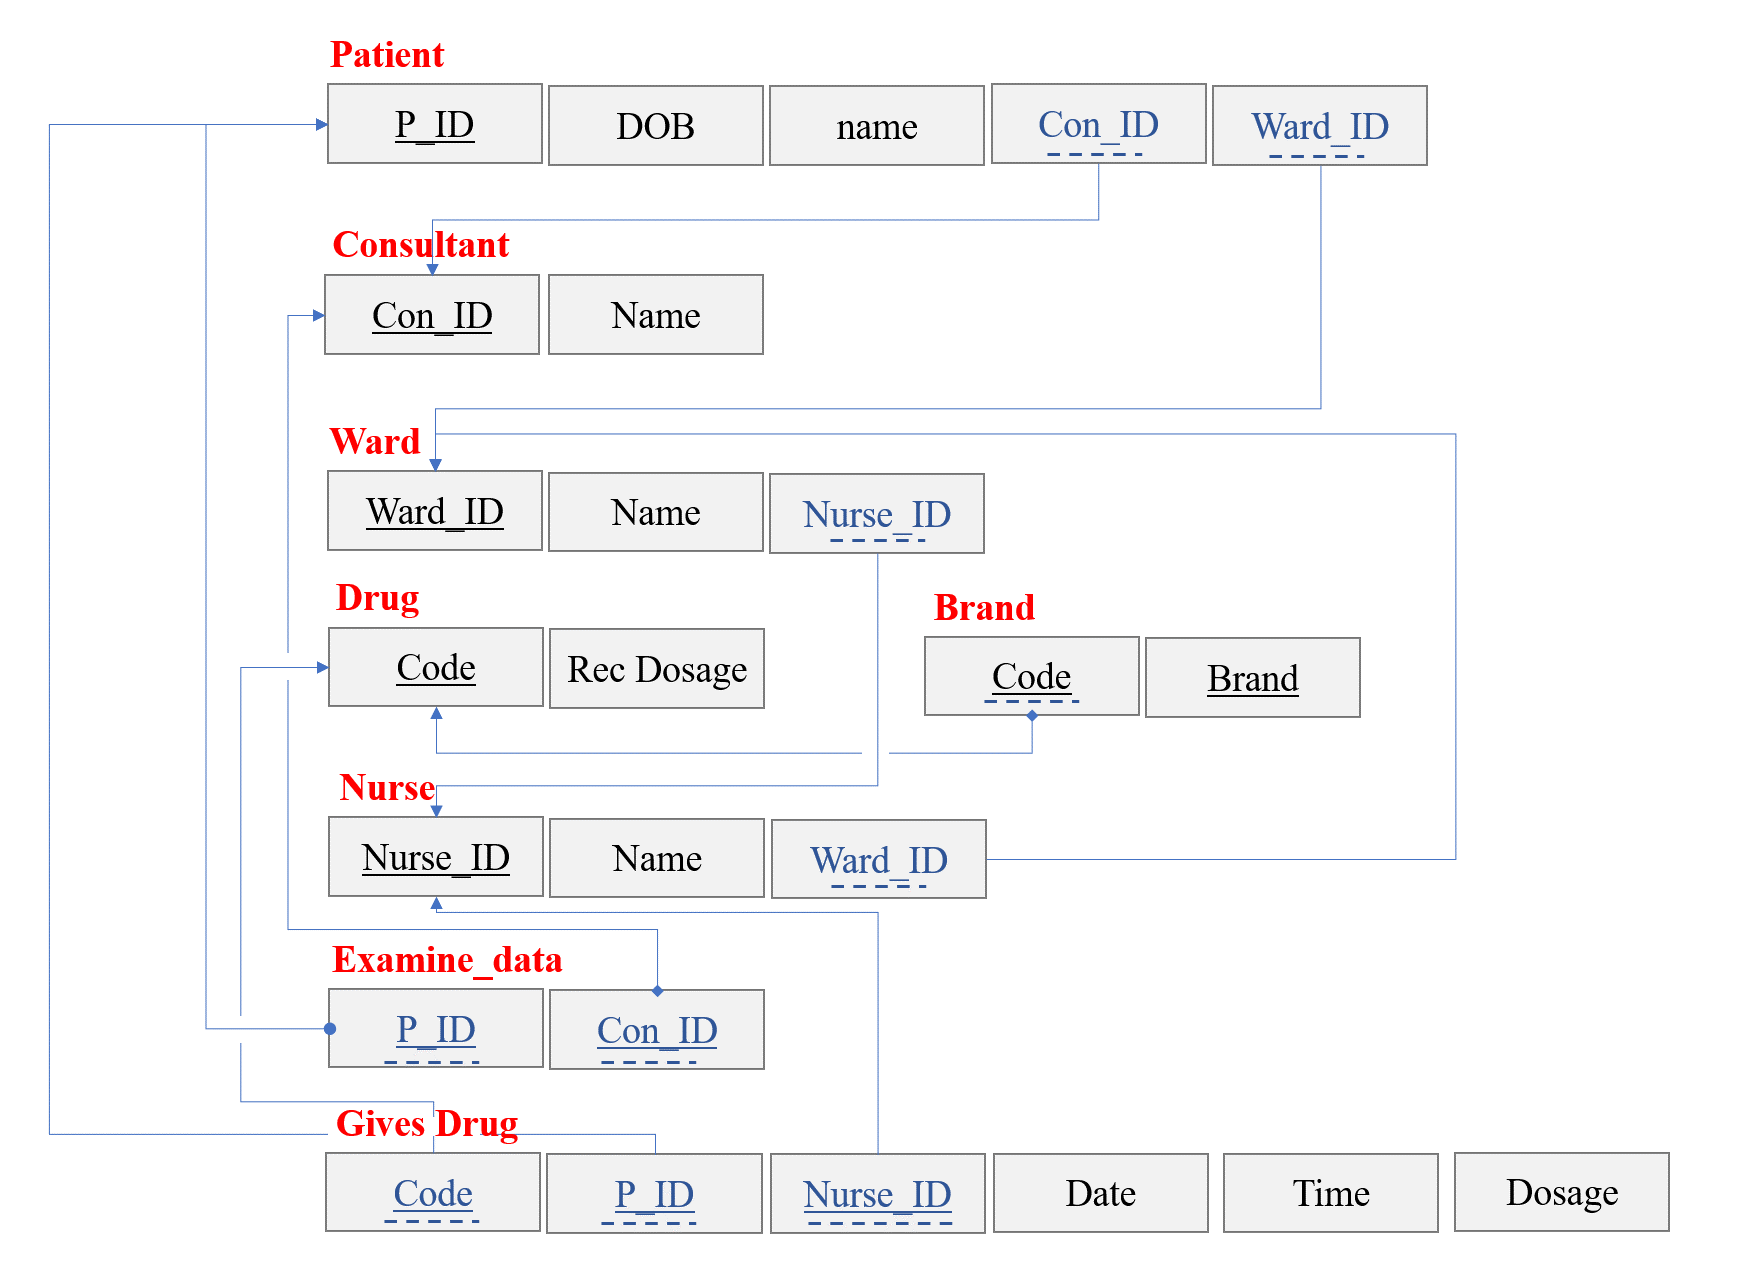 Patient
P_ID DOB name Con_ID Ward_ID
Consultant
Con_ID Name
Ward
Ward_ID Name Nurse_ID
Drug
Code Rec Dosage
Brand
Code Brand
Nurse
Nurse_ID Name Ward_ID
Examine_data
P_ID Con_ID
Gives Drug
Code P_ID Nurse_ID Date Time Dosage